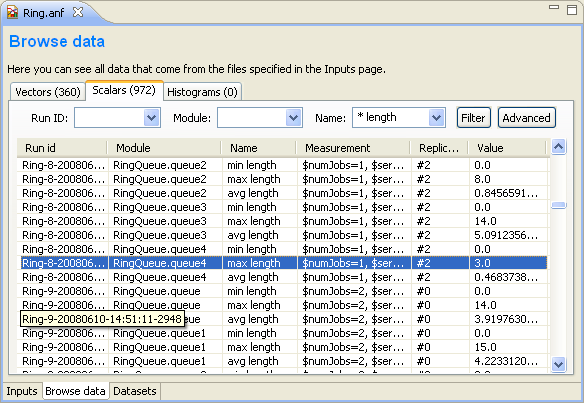 Ring.anf
Browse data
Here you can see all data that come from the files specified in the Inputs page.
Vectors (360) Scalars (972) Histograms (0)
Run ID: Module: Name: * length Filter Advanced
Run id Module Name Measurement Replic... Value
Ring-8-200806... RingQueue.queue2 min length $numJobs=1, $ser... #2 0.0
Ring-8-200806... RingQueue.queue2 max length $numJobs=1, $ser... #2 8.0
Ring-8-200806... RingQueue.queue2 avg length $numJobs=1, $ser... #2 0.8456591...
Ring-8-200806... RingQueue.queue3 min length $numJobs=1, $ser... #2 0.0
Ring-8-200806... RingQueue.queue3 max length $numJobs=1, $ser... #2 14.0
Ring-8-200806... RingQueue.queue3 avg length $numJobs=1, $ser... #2 5.0912356...
Ring-8-200806... RingQueue.queue4 min length $numJobs=1, $ser... #2 0.0
Ring-8-200806... RingQueue.queue4 max length $numJobs=1, $ser... #2 3.0
Ring-8-200806... RingQueue.queue4 avg length $numJobs=1, $ser... #2 0.4683738...
Ring-9-200806... RingQueue.queue min length $numJobs=2, $ser... #0 0.0
Ring-9-200806... RingQueue.queue max length $numJobs=2, $ser... #0 14.0
Ring-9-20080610-14:51:11-2948 avg length $numJobs=2, $ser... #0 3.9197630...
Ring-9-200806... RingQueue.queue1 min length $numJobs=2, $ser... #0 0.0
Ring-9-200806... RingQueue.queue1 max length $numJobs=2, $ser... #0 15.0
Ring-9-200806... RingQueue.queue1 avg length $numJobs=2, $ser... #0 4.2233120...
Inputs Browse data Datasets